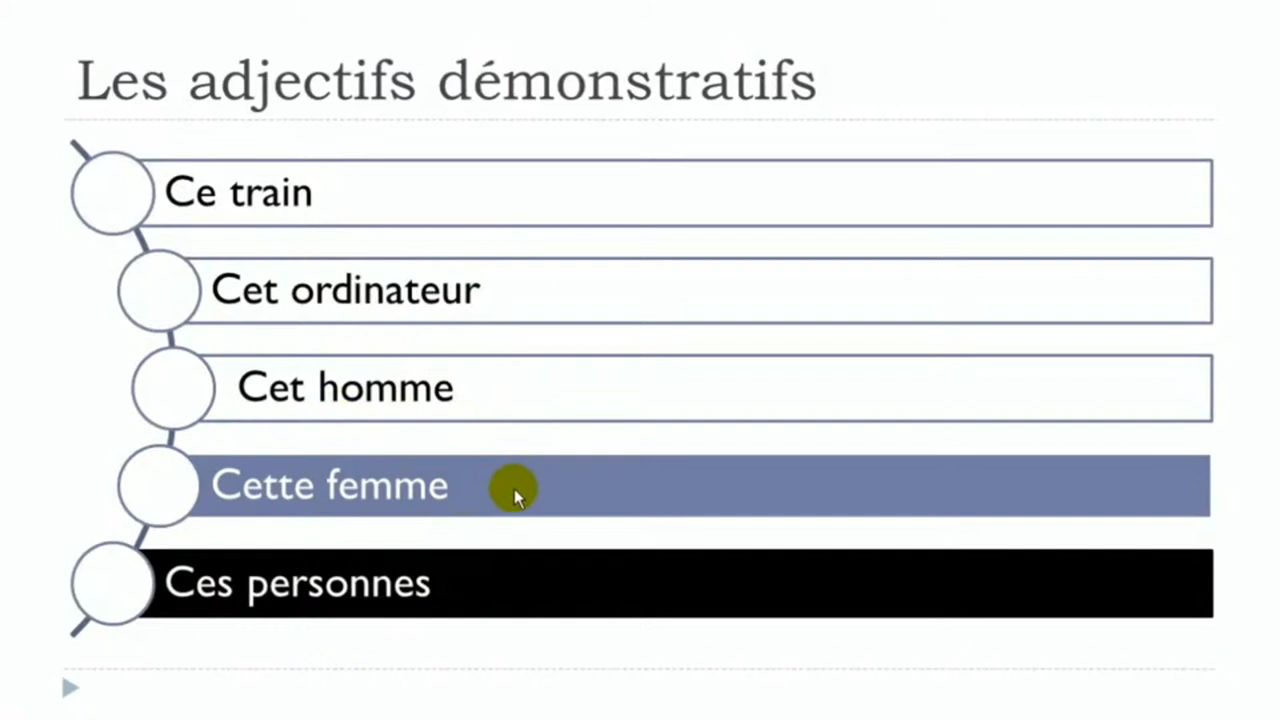 Les adjectifs démonstratifs
Ce train
Cet ordinateur
Cet homme
Cette femme
Ces personnes